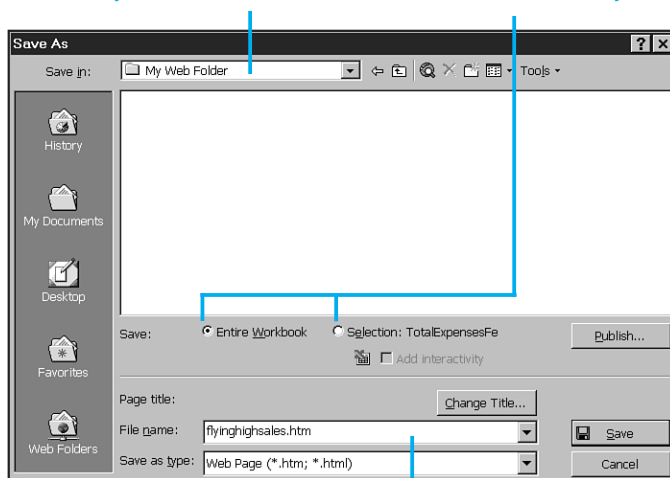 Save As
Save in: My Web Folder Tools
History
My Documents
Desktop
Favorites
Web Folders
Save: Entire Workbook Selection: TotalExpensesFe Publish...
Add interactivity
Page title: Change Title...
File name: flyinghighsales.htm Save
Save as type: Web Page (*.htm; *.html) Cancel